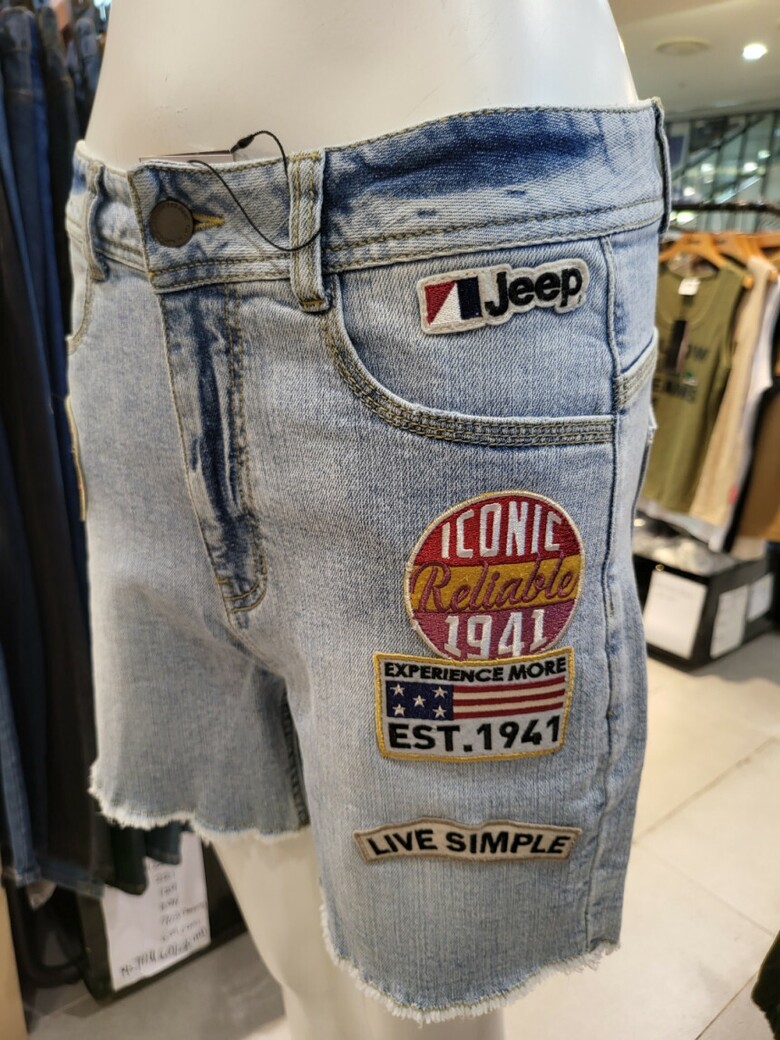 Jeep
ICONIC
Reliable
1941
EXPERIENCE MORE
EST.1941
LIVE SIMPLE